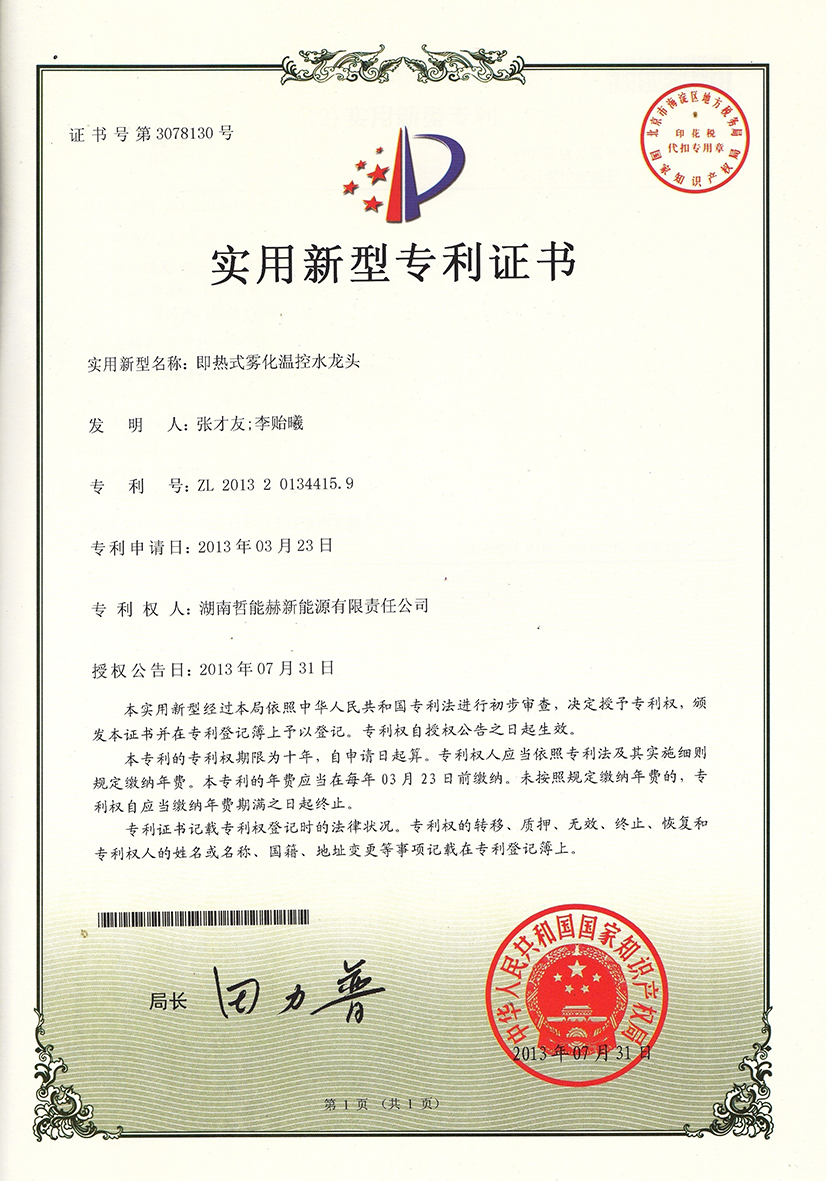 证书号第3078130号
北京市海淀区地方税务局
印花税
代扣专用章
国家知识产权局
实用新型专利证书
实用新型名称：即热式雾化温控水龙头
发明人：张才友;李贻曦
专利号：ZL 2013 2 0134415.9
专利申请日：2013年03月23日
专利权人：湖南哲能赫新能源有限责任公司
授权公告日：2013年07月31日
本实用新型经过本局依照中华人民共和国专利法进行初步审查，决定授予专利权，颁
发本证书并在专利登记簿上予以登记。专利权自授权公告之日起生效。
本专利的专利权期限为十年，自申请日起算。专利权人应当依照专利法及其实施细则
规定缴纳年费。本专利的年费应当在每年03月23日前缴纳。未按照规定缴纳年费的，专
利权自应当缴纳年费期满之日起终止。
专利证书记载专利权登记时的法律状况。专利权的转移、质押、无效、终止、恢复和
专利权人的姓名或名称、国籍、地址变更等事项记载在专利登记簿上。
局长
田力普
中华人民共和国国家知识产权局
2013年07月31日
第1页（共1页）